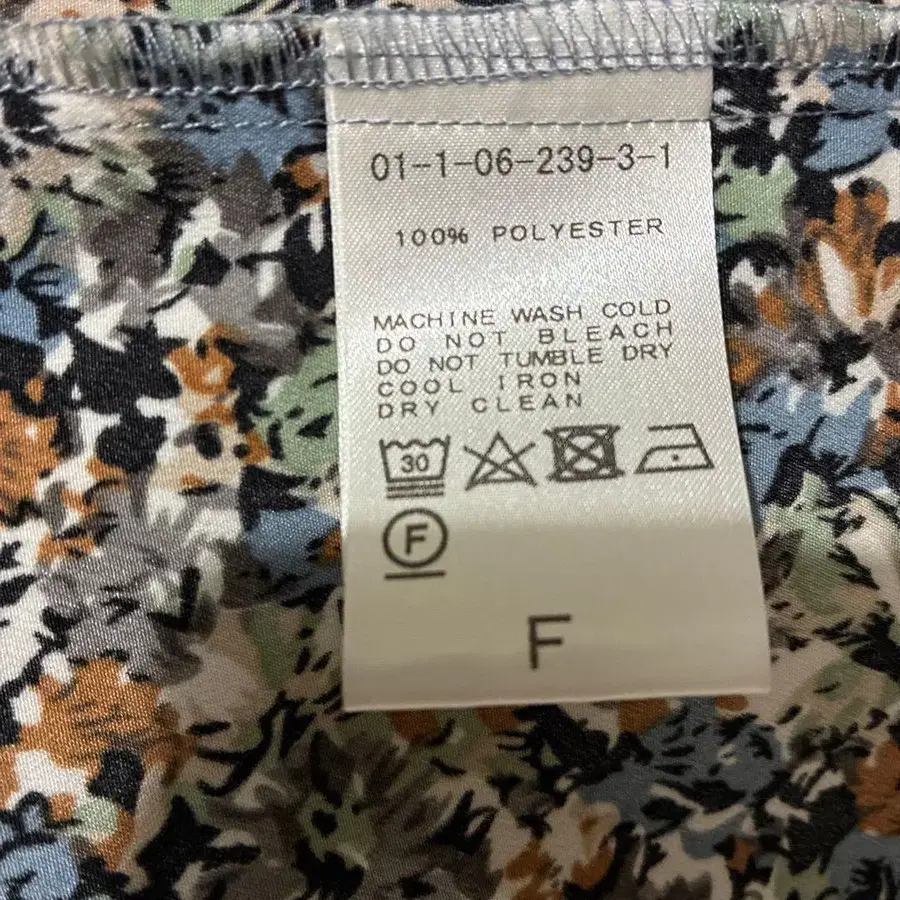 01-1-06-239-3-1
100% POLYESTER
MACHINE WASH COLD
DO NOT BLEACH
DO NOT TUMBLE DRY
COOL IRON
DRY CLEAN
30
F
F